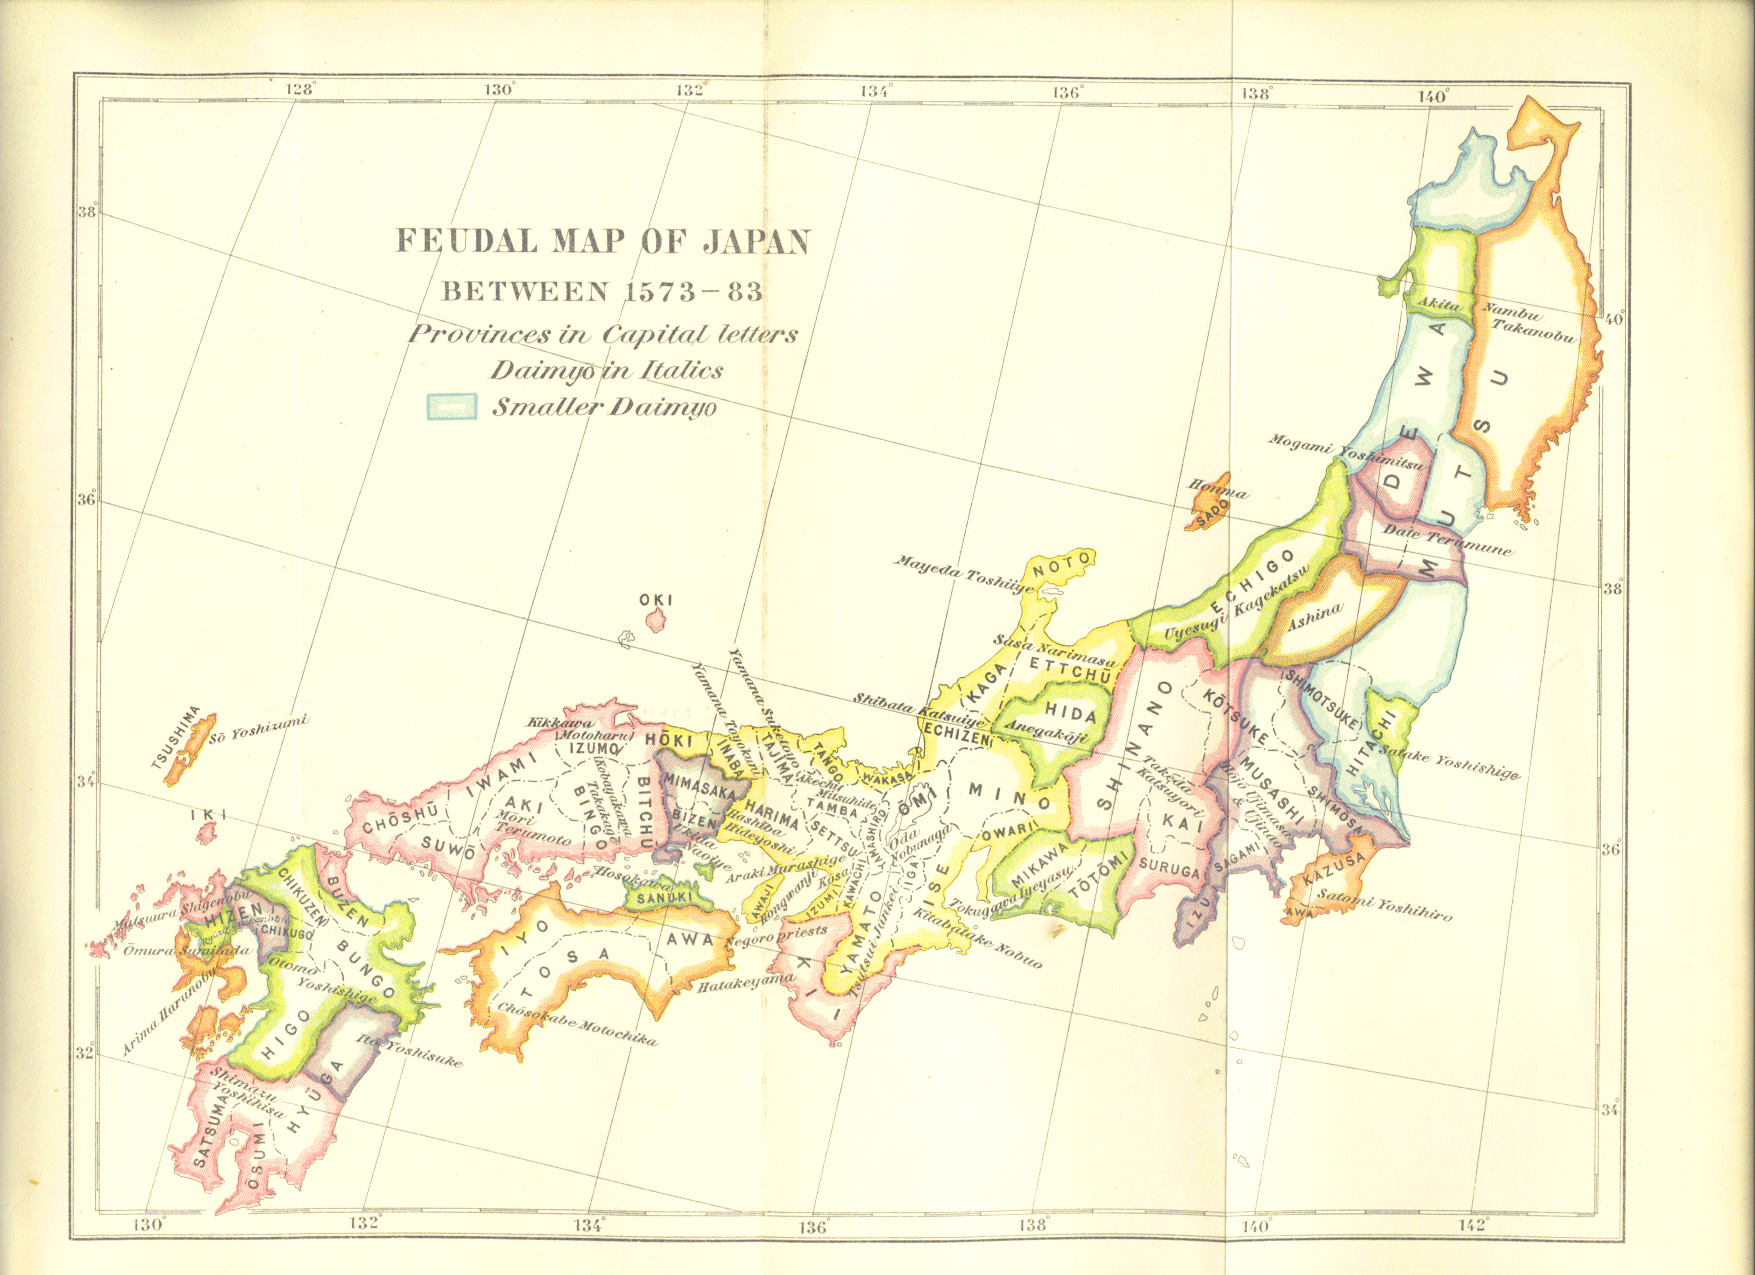 128°
130°
132°
134°
136°
138°
140°
38°
36°
34°
32°
40°
38°
36°
34°
130°
132°
134°
136°
138°
140°
142°
FEUDAL MAP OF JAPAN
BETWEEN 1573-83
Provinces in Capital letters
Daimyō in Italics
Smaller Daimyo
Akita
Nambu
Takanobu
DEWA
MUTSU
Mogami Yoshimitsu
Date Terumune
Honma
SADO
ECHIGO
Uyesugi Kagekatsu
Ashina
NOTO
Mayeda Toshiiye
Sasa Narimasa
ETTCHŪ
KAGA
HIDA
Anegakōji
Shibata Katsuiye
ECHIZEN
SHIMOTSUKE
HITACHI
Satake Yoshishige
KŌTSUKE
SHINANO
Takeda
Katsuyori
KAI
MUSASHI
Hōjō Ujimasa
&
Ujinao
SHIMOSA
SAGAMI
KAZUSA
Satomi Yoshihiro
AWA
IZU
SURUGA
TŌTŌMI
MIKAWA
Tokugawa Iyeyasu
OWARI
MINO
ŌMI
Oda
Nobunaga
IGA
ISE
Kitabatake Nobuo
WAKASA
TANGO
TAJIMA
INABA
Yamana Suketoyo
Yamana Toyokuni
Akechi
Mitsuhide
TAMBA
SETTSU
YAMASHIRO
KAWACHI
IZUMI
YAMATO
Tsutsui Junkei
KII
Araki Murashige
Hongwanji Kōsa
Negoro priests
Hatakeyama
AWAJI
HARIMA
Hashiba
Hideyoshi
MIMASAKA
BIZEN
Ukida
Naoiye
HŌKI
BITCHŪ
BINGO
Kobayakawa
Takakage
OKI
Kikkawa
Motoharu
IZUMO
IWAMI
AKI
Mōri
Terumoto
CHŌSHŪ
SUWŌ
Hosokawa
SANUKI
AWA
IYO
TOSA
Chōsokabe Motochika
TSUSHIMA
Sō Yoshizumi
IKI
CHIKUZEN
BUZEN
BUNGO
HIZEN
CHIKUGO
Matsuura Shigenobu
Ōmura Sumitada
Arima Harunobu
Ōtomo
Yoshishige
HIGO
Ito Yoshisuke
HYŪGA
Shimazu
Yoshihisa
SATSUMA
ŌSUMI